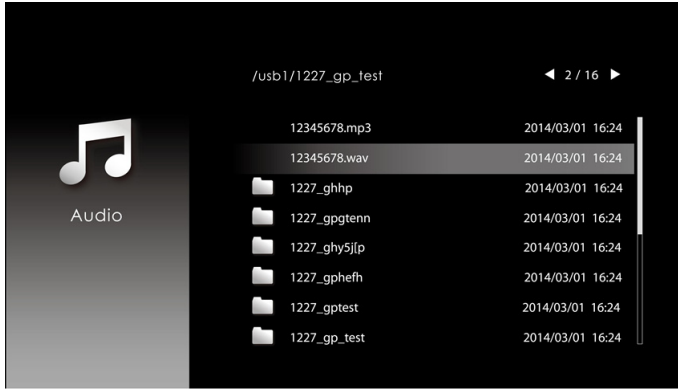 /usb1/1227_gp_test ◀ 2 / 16 ▶
12345678.mp3 2014/03/01 16:24
12345678.wav 2014/03/01 16:24
1227_ghhp 2014/03/01 16:24
Audio
1227_gpgtenn 2014/03/01 16:24
1227_ghy5j[p 2014/03/01 16:24
1227_gphefh 2014/03/01 16:24
1227_gptest 2014/03/01 16:24
1227_gp_test 2014/03/01 16:24